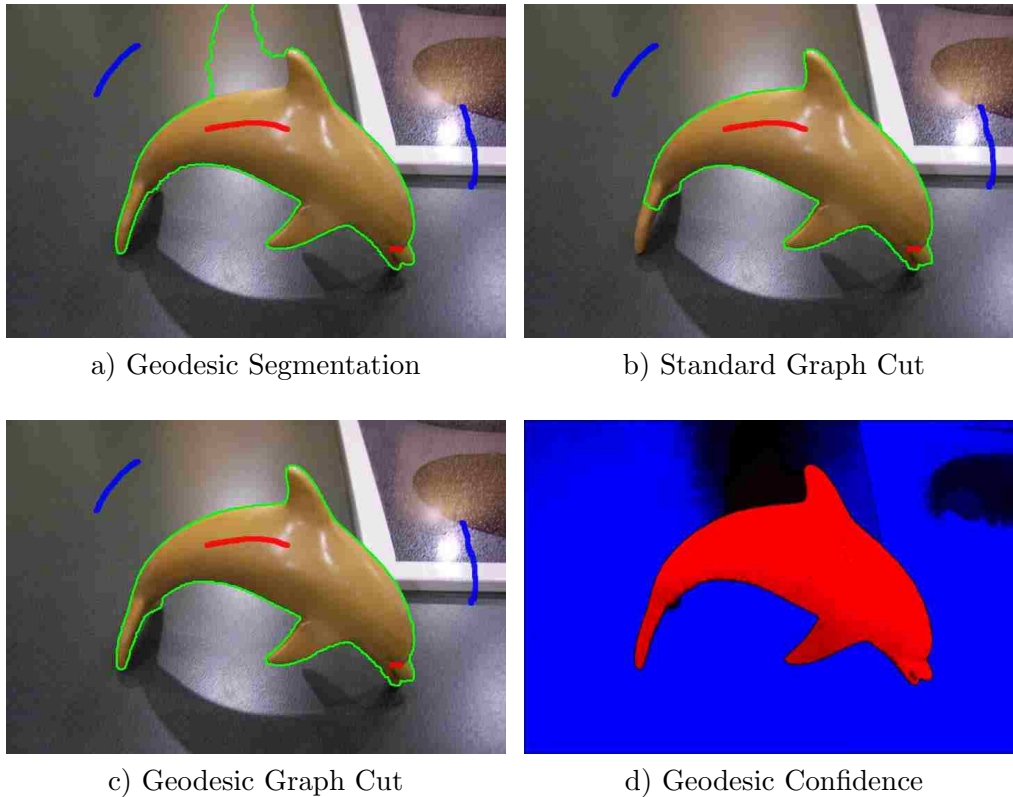 a) Geodesic Segmentation
b) Standard Graph Cut
c) Geodesic Graph Cut
d) Geodesic Confidence